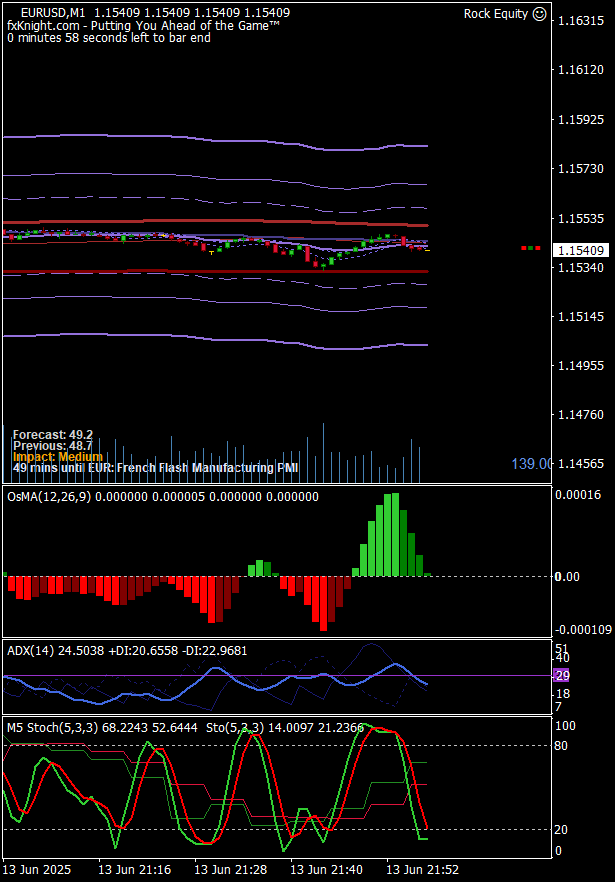 EURUSD,M1 1.15409 1.15409 1.15409 1.15409
Rock Equity
fxKnight.com - Putting You Ahead of the Game™
0 minutes 58 seconds left to bar end
1.16315
1.16120
1.15925
1.15730
1.15535
1.15409
1.15340
1.15145
1.14955
1.14760
1.14565
Forecast: 49.2
Previous: 48.7
Impact: Medium
49 mins until EUR: French Flash Manufacturing PMI
139.00
OsMA(12,26,9) 0.000000 0.000005 0.000000 0.000000
0.00016
0.00
-0.000109
ADX(14) 24.5038 +DI:20.6558 -DI:22.9681
51
40
29
18
7
M5 Stoch(5,3,3) 68.2243 52.6444 Sto(5,3,3) 14.0097 21.2366
100
80
20
0
13 Jun 2025
13 Jun 21:16
13 Jun 21:28
13 Jun 21:40
13 Jun 21:52